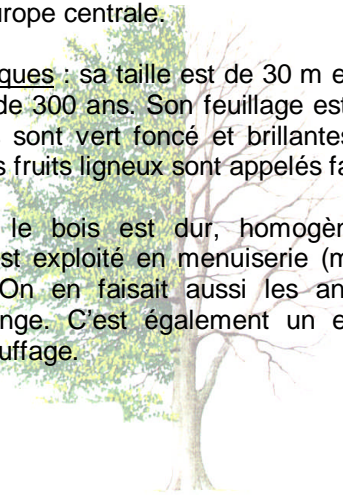 urope centrale.
ques : sa taille est de 30 m e
de 300 ans. Son feuillage est
sont vert foncé et brillantes
s fruits ligneux sont appelés fa
le bois est dur, homogèn
est exploité en menuiserie (m
On en faisait aussi les an
nge. C’est également un e
uffage.